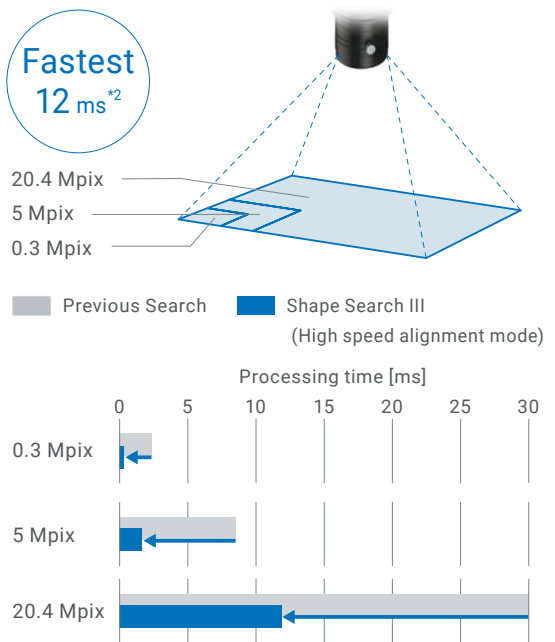 Fastest
12 ms*2
20.4 Mpix
5 Mpix
0.3 Mpix
Previous Search
Shape Search III
(High speed alignment mode)
Processing time [ms]
0 5 10 15 20 25 30
0.3 Mpix
5 Mpix
20.4 Mpix